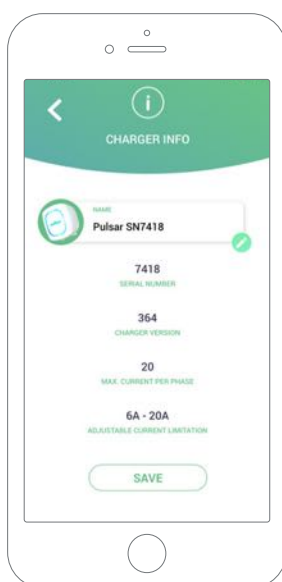 CHARGER INFO
NAME
Pulsar SN7418
7418
SERIAL NUMBER
364
CHARGER VERSION
20
MAX. CURRENT PER PHASE
6A - 20A
ADJUSTABLE CURRENT LIMITATION
SAVE